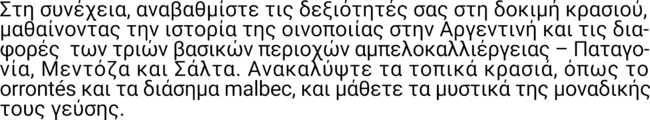 Στη συνέχεια, αναβαθμίστε τις δεξιότητές σας στη δοκιμή κρασιού,
μαθαίνοντας την ιστορία της οινοποιίας στην Αργεντινή και τις δια-
φορές  των τριών βασικών περιοχών αμπελοκαλλιέργειας – Παταγο-
νία, Μεντόζα και Σάλτα. Ανακαλύψτε τα τοπικά κρασιά, όπως το
orrontés και τα διάσημα malbec, και μάθετε τα μυστικά της μοναδικής
τους γεύσης.